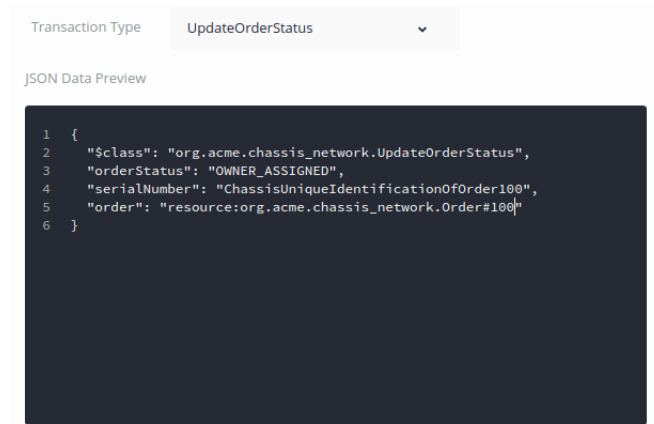 Transaction Type UpdateOrderStatus
JSON Data Preview
1 {
2 "$class": "org.acme.chassis_network.UpdateOrderStatus",
3 "orderStatus": "OWNER_ASSIGNED",
4 "serialNumber": "ChassisUniqueIdentificationOfOrder100",
5 "order": "resource:org.acme.chassis_network.Order#100"
6 }